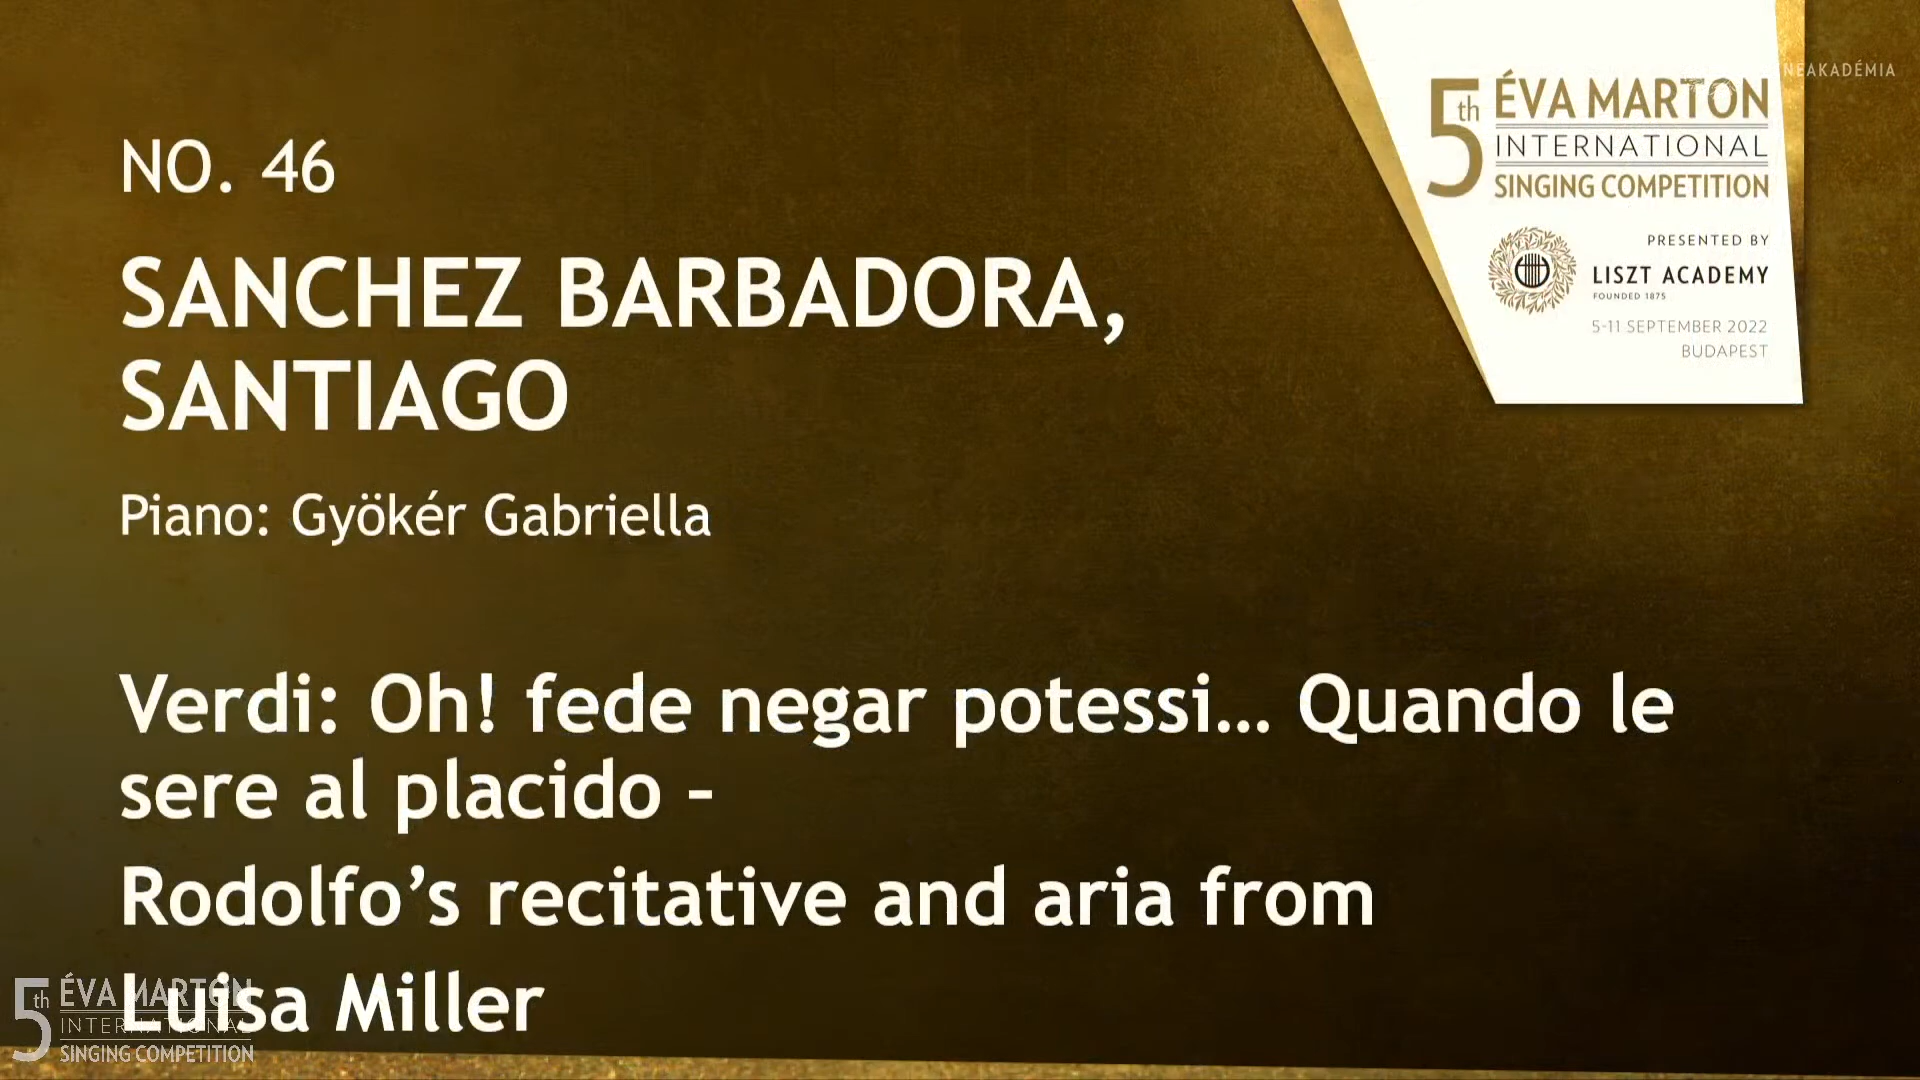 NO. 46
SANCHEZ BARBADORA,
SANTIAGO
Piano: Gyökér Gabriella
Verdi: Oh! fede negar potessi… Quando le
sere al placido –
Rodolfo’s recitative and aria from
Luisa Miller
5th ÉVA MARTON
INTERNATIONAL
SINGING COMPETITION
PRESENTED BY
LISZT ACADEMY
FOUNDED 1875
5-11 SEPTEMBER 2022
BUDAPEST
5th ÉVA MARTON
INTERNATIONAL
SINGING COMPETITION